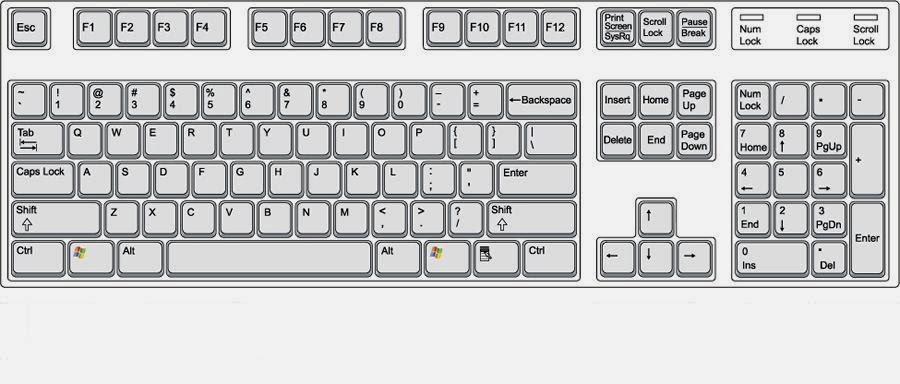 Esc F1 F2 F3 F4 F5 F6 F7 F8 F9 F10 F11 F12
Print
Screen
SysRq
Scroll
Lock
Pause
Break
Num
Lock
Caps
Lock
Scroll
Lock
~ ! @ # $ % ^ & * ( ) – +
` 1 2 3 4 5 6 7 8 9 0 - = ←Backspace
Insert Home Page
Up
Num
Lock / * -
Tab Q W E R T Y U I O P { } |
[ ] \
Delete End Page
Down
7 8 9
Home ↑ PgUp +
Caps Lock A S D F G H J K L : " Enter
; '
4 5 6
← →
Shift Z X C V B N M < > ? Shift
⇧ , . / ⇧
↑
1 2 3
End ↓ PgDn Enter
Ctrl Alt Alt Ctrl
← ↓ →
0 .
Ins Del